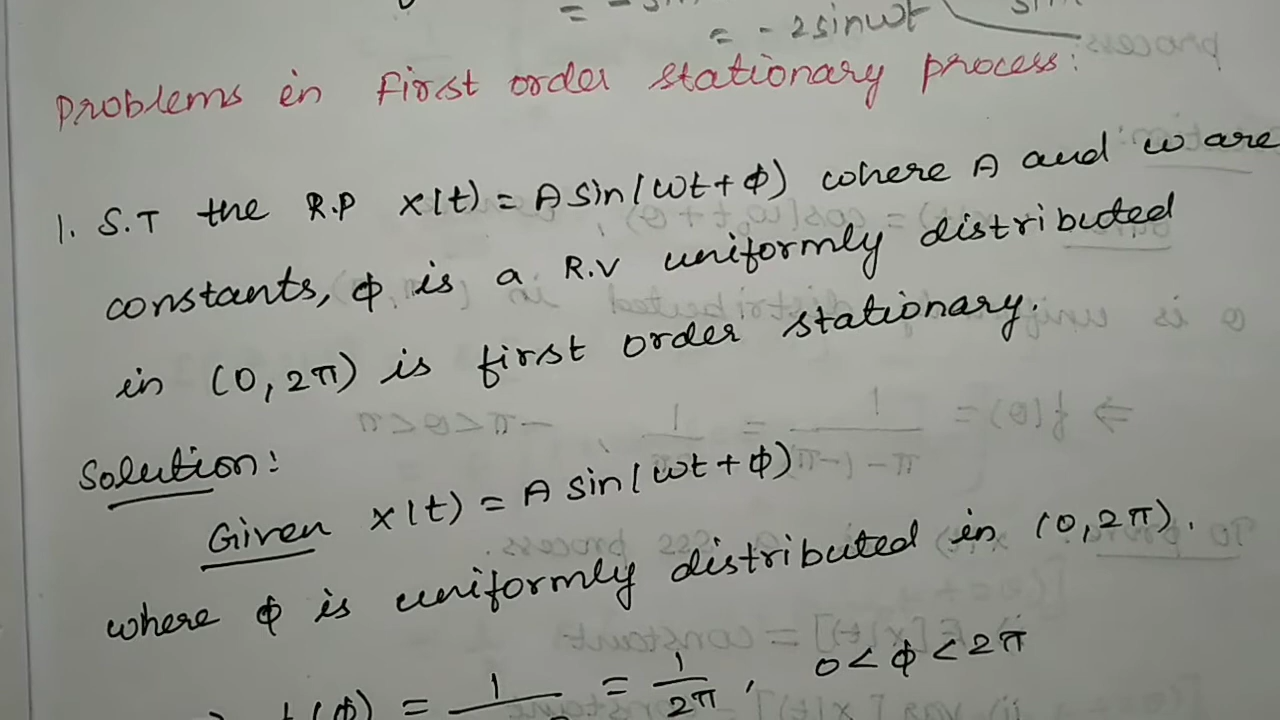 = - 2sinωt
Problems in First order stationary process:
1. S.T the R.P X(t) = A sin(ωt + φ) where A and ω are
constants, φ is a R.V uniformly distributed
in (0, 2π) is first order stationary.
Solution:
Given X(t) = A sin(ωt + φ)
where φ is uniformly distributed in (0, 2π).
f(φ) = 1 = 1/2π, 0 < φ < 2π